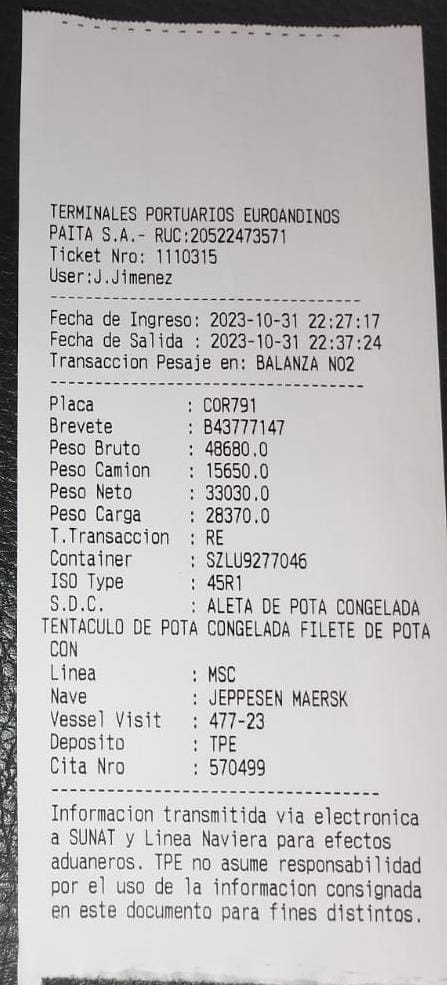 TERMINALES PORTUARIOS EUROANDINOS
PAITA S.A.- RUC:20522473571
Ticket Nro: 1110315
User:J.Jimenez
--------------------------------
Fecha de Ingreso: 2023-10-31 22:27:17
Fecha de Salida : 2023-10-31 22:37:24
Transaccion Pesaje en: BALANZA NO2
--------------------------------
Placa : COR791
Brevete : B43777147
Peso Bruto : 48680.0
Peso Camion : 15650.0
Peso Neto : 33030.0
Peso Carga : 28370.0
T.Transaccion : RE
Container : SZLU9277046
ISO Type : 45R1
S.D.C. : ALETA DE POTA CONGELADA
TENTACULO DE POTA CONGELADA FILETE DE POTA
CON
Linea : MSC
Nave : JEPPESEN MAERSK
Vessel Visit : 477-23
Deposito : TPE
Cita Nro : 570499
--------------------------------
Informacion transmitida via electronica
a SUNAT y Linea Naviera para efectos
aduaneros. TPE no asume responsabilidad
por el uso de la informacion consignada
en este documento para fines distintos.